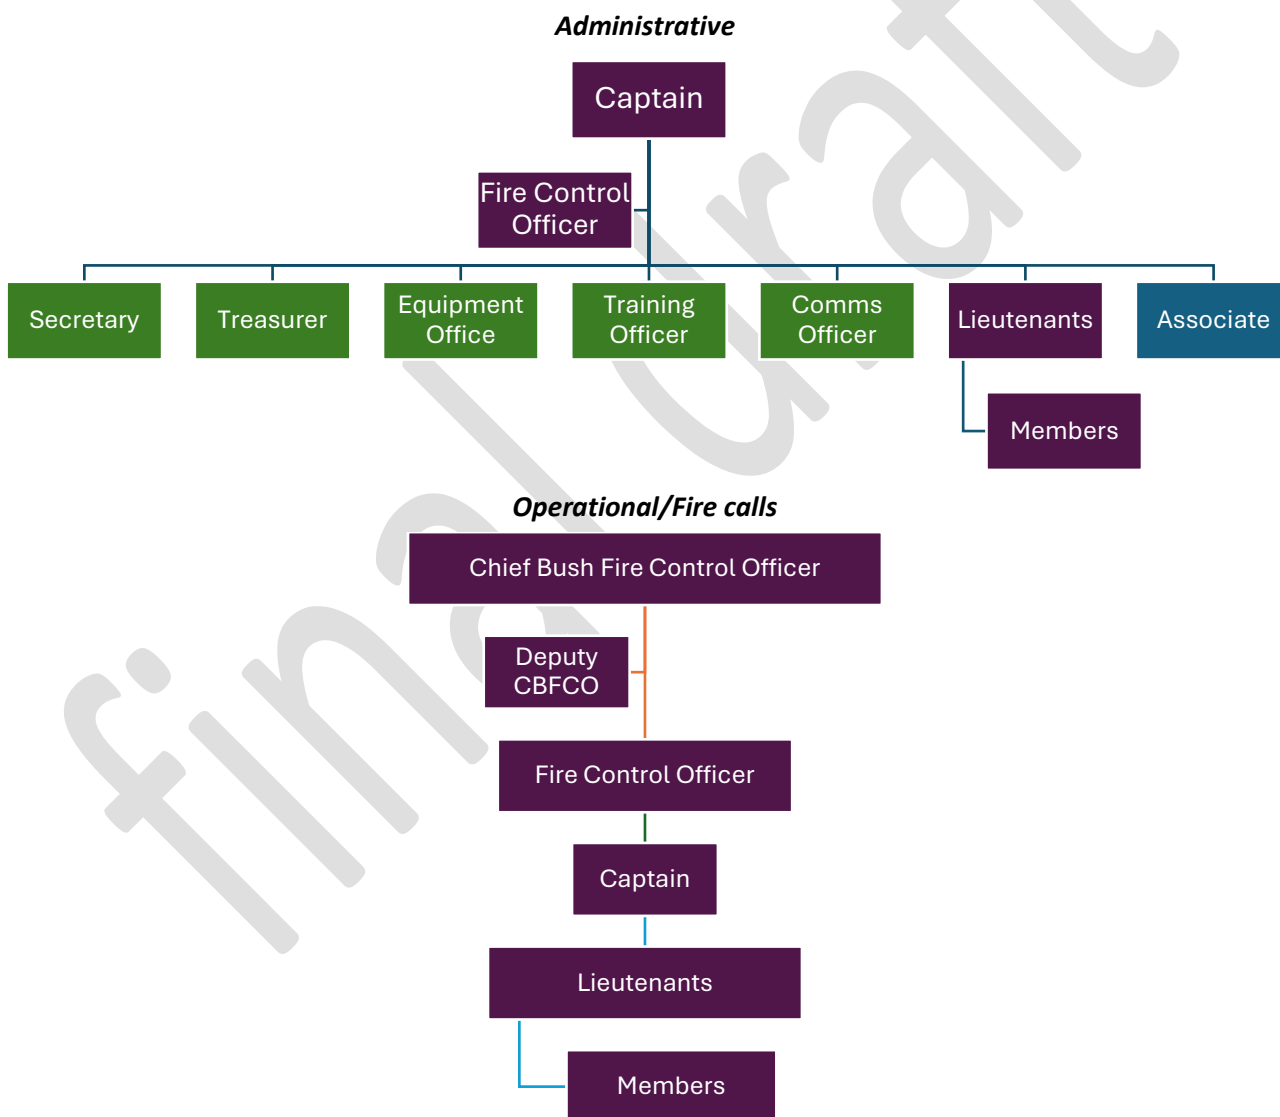 Administrative
Captain
Fire Control
Officer
Secretary
Treasurer
Equipment
Office
Training
Officer
Comms
Officer
Lieutenants
Associate
Members
Operational/Fire calls
Chief Bush Fire Control Officer
Deputy
CBFCO
Fire Control Officer
Captain
Lieutenants
Members
final draft